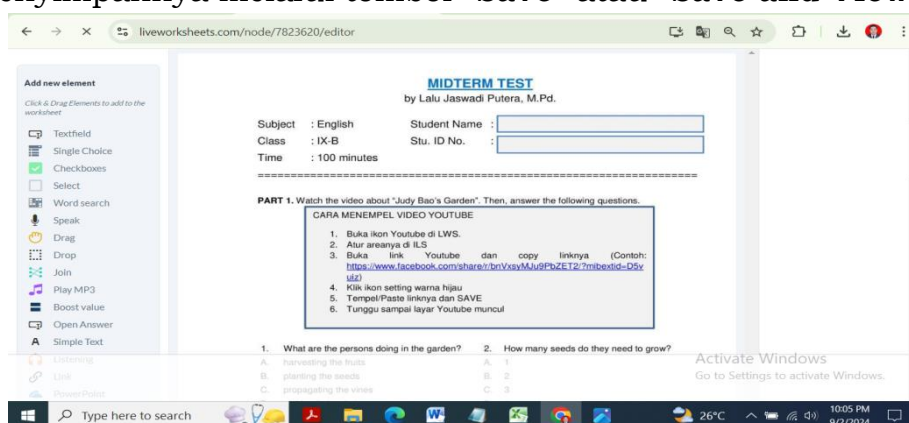 liveworksheets.com/node/7823620/editor
Add new element
Click & Drag Elements to add to the
worksheet
Textfield
Single Choice
Checkboxes
Select
Word search
Speak
Drag
Drop
Join
Play MP3
Boost value
Open Answer
Simple Text
Listening
Link
PowerPoint
MIDTERM TEST
by Lalu Jaswadi Putera, M.Pd.
Subject : English Student Name :
Class : IX-B Stu. ID No. :
Time : 100 minutes
PART 1. Watch the video about "Judy Bao's Garden". Then, answer the following questions.
CARA MENEMPEL VIDEO YOUTUBE
1. Buka ikon Youtube di LWS.
2. Atur areanya di ILS
3. Buka link Youtube dan copy linknya (Contoh:
https://www.facebook.com/share/r/bnVxsyMJu9PbZET2/?mibextid=D5v
uiz)
4. Klik ikon setting warna hijau
5. Tempel/Paste linknya dan SAVE
6. Tunggu sampai layar Youtube muncul
1. What are the persons doing in the garden? 2. How many seeds do they need to grow?
A. harvesting the fruits A. 1
B. planting the seeds B. 2
C. propagating the vines C. 3
Activate Windows
Go to Settings to activate Windows.
Type here to search
26°C
10:05 PM
9/2/2024